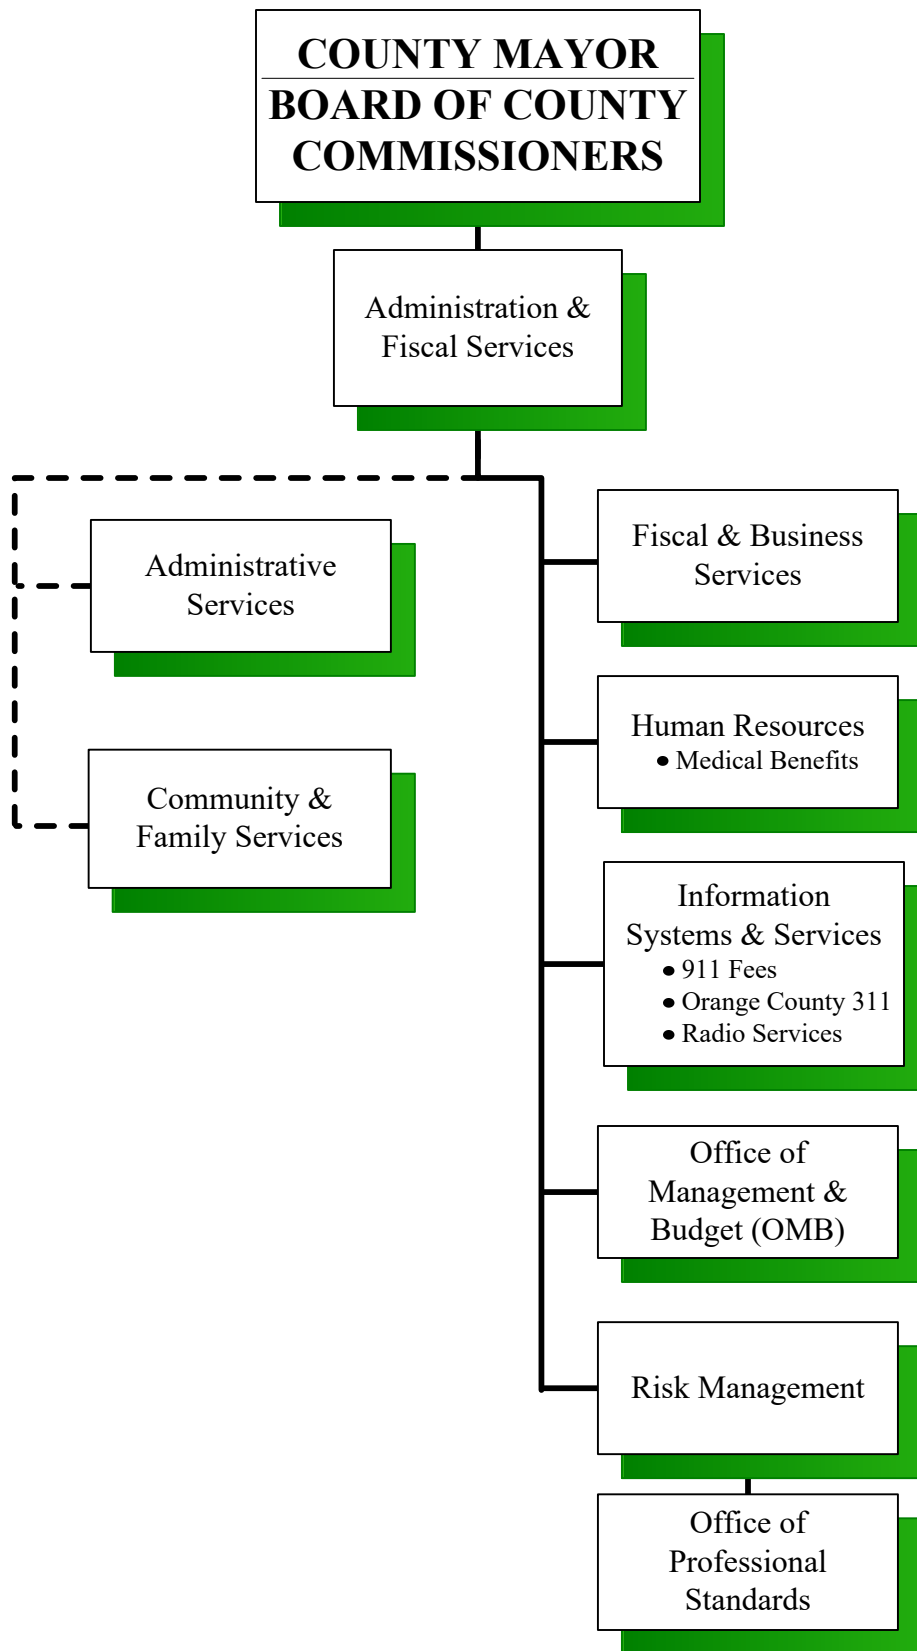 COUNTY MAYOR
BOARD OF COUNTY
COMMISSIONERS
Administration &
Fiscal Services
Administrative
Services
Community &
Family Services
Fiscal & Business
Services
Human Resources
• Medical Benefits
Information
Systems & Services
• 911 Fees
• Orange County 311
• Radio Services
Office of
Management &
Budget (OMB)
Risk Management
Office of
Professional
Standards